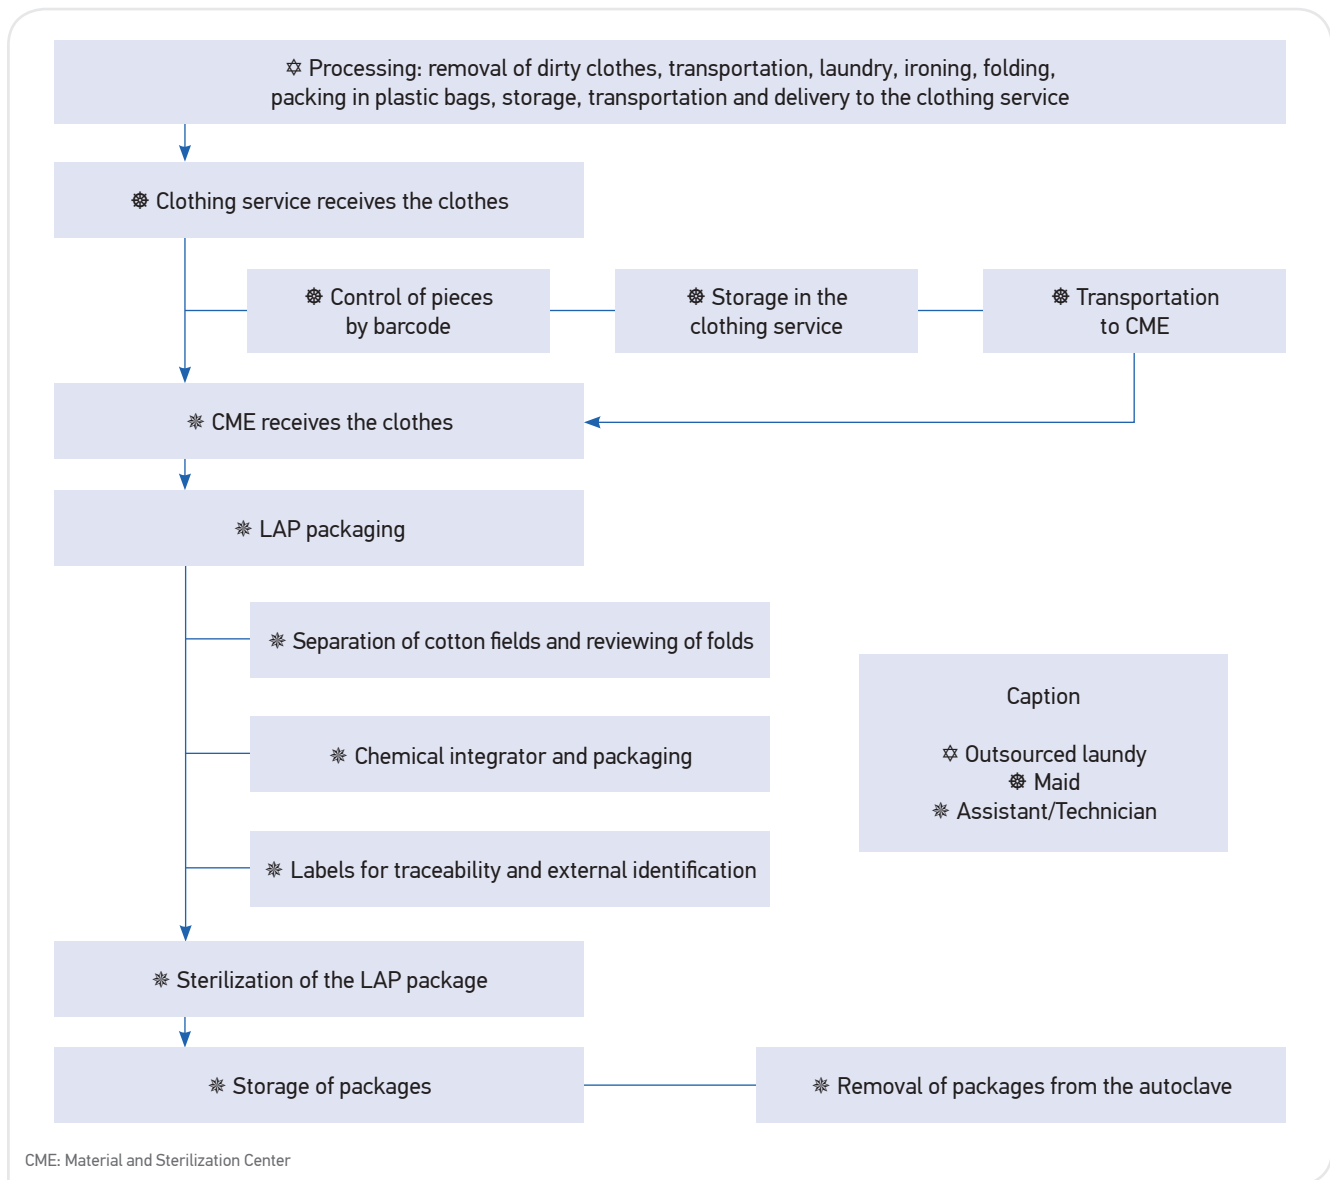 ✡ Processing: removal of dirty clothes, transportation, laundry, ironing, folding,
packing in plastic bags, storage, transportation and delivery to the clothing service
☸ Clothing service receives the clothes
☸ Control of pieces
by barcode
☸ Storage in the
clothing service
☸ Transportation
to CME
✵ CME receives the clothes
✵ LAP packaging
✵ Separation of cotton fields and reviewing of folds
✵ Chemical integrator and packaging
✵ Labels for traceability and external identification
Caption
✡ Outsourced laundy
☸ Maid
✵ Assistant/Technician
✵ Sterilization of the LAP package
✵ Storage of packages
✵ Removal of packages from the autoclave
CME: Material and Sterilization Center